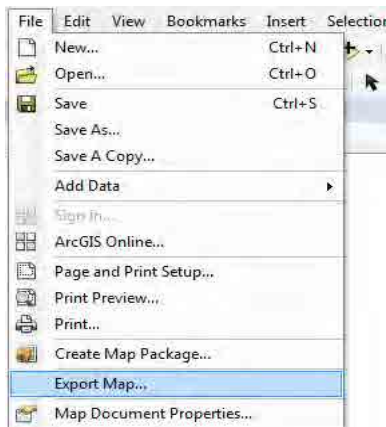 File Edit View Bookmarks Insert Selection
New... Ctrl+N
Open... Ctrl+O
Save Ctrl+S
Save As...
Save A Copy...
Add Data
Sign In...
ArcGIS Online...
Page and Print Setup...
Print Preview...
Print...
Create Map Package...
Export Map...
Map Document Properties...